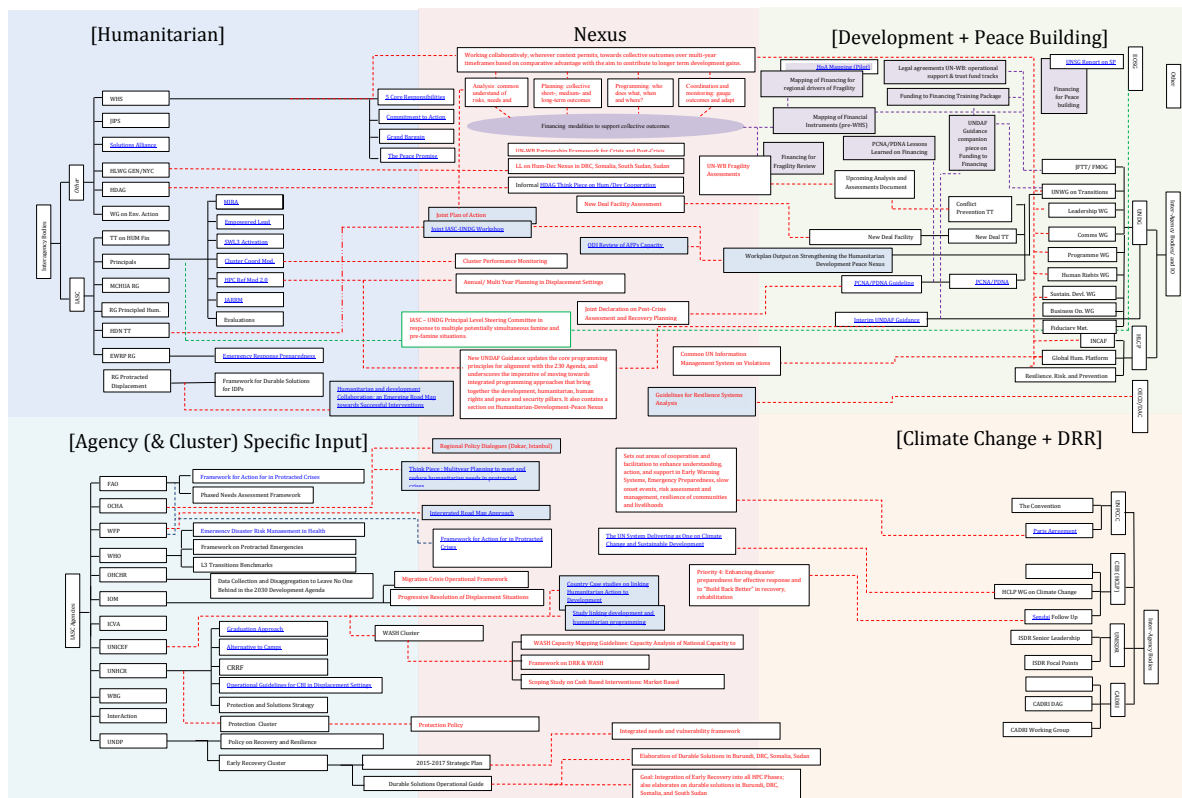 [Humanitarian]
Nexus
[Development + Peace Building]
Interagency Bodies
Other
IASC
WHS
JIPS
Solutions Alliance
HLWG GEN/NYC
HDAG
WG on Env. Action
TT on HUM Fin
Principals
MCHUA RG
RG Principled Hum.
HDN TT
EWRP RG
RG Protracted
Displacement
5 Core Responsibilities
Commitment to Action
Grand Bargain
The Peace Promise
MIRA
Empowered Lead
SWL3 Activation
Cluster Coord Mod.
HPC Ref Mod 2.0
IARRM
Evaluations
Emergency Response Preparedness
Framework for Durable Solutions
for IDPs
Humanitarian and development
Collaboration: an Emerging Road Map
towards Successful Interventions
Working collaboratively, wherever context permits, towards collective outcomes over multi-year
timeframes based on comparative advantage with the aim to contribute to longer term development gains.
Analysis common
understand of
risks, needs and
Planning collective
short-, medium- and
long-term outcomes
Programming, who
does what, when
and where?
Coordination and
monitoring: gauge
outcomes and adapt
Financing modalities to support collective outcomes
UN-WB Partnership Framework for Crisis and Post-Crisis
LL on Hum-Dec Nexus in DRC, Somalia, South Sudan, Sudan
Informal HDAG Think Piece on Hum/Dev Cooperation
New Deal Facility Assessment
Joint Plan of Action
Joint IASC-UNDG Workshop
ODI Review of AFPs Capacity
Cluster Performance Monitoring
Annual/ Multi Year Planning in Displacement Settings
IASC – UNDG Principal Level Steering Committee in
response to multiple potentially simultaneous famine and
pre-famine situations.
Joint Declaration on Post-Crisis
Assessment and Recovery Planning
New UNDAF Guidance updates the core programming
principles for alignment with the 230 Agenda, and
underscores the imperative of moving towards
integrated programming approaches that bring
together the development, humanitarian, human
rights and peace and security pillars. It also contains a
section on Humanitarian-Development-Peace Nexus
Common UN Information
Management System on Violations
Guidelines for Resilience Systems
Analysis
UN-WB Fragility
Assessments
HoA Mapping (Pilot)
Mapping of Financing for
regional drivers of Fragility
Mapping of Financial
Instruments (pre-WHS)
Financing for
Fragility Review
Legal agreements UN-WB: operational
support & trust fund tracks
Funding to Financing Training Package
PCNA/PDNA Lessons
Learned on Financing
UNDAF
Guidance
companion
piece on
Funding to
Financing
UNSG Report on SP
Financing
for Peace
building
Upcoming Analysis and
Assessments Document
Conflict
Prevention TT
New Deal Facility
New Deal TT
Workplan Output on Strengthening the Humanitarian
Development Peace Nexus
PCNA/PDNA Guideling
PCNA/PDNA
Interim UNDAF Guidance
EOSG
Other
JFTT/ FMOG
UNWG on Transitions
Leadership WG
Comms WG
Programme WG
Human Rights WG
Sustain. Devl. WG
Business Op. WG
Fiduciary Mgt.
INCAF
Global Hum. Platform
Resilience, Risk, and Prevention
UNDG
HLCP
OECD/DAC
Inter-Agency Bodies/ and IO
[Agency (& Cluster) Specific Input]
IASC Agencies
FAO
OCHA
WFP
WHO
OHCHR
IOM
ICVA
UNICEF
UNHCR
WBG
InterAction
UNDP
Framework for Action for in Protracted Crises
Phased Needs Assessment Framework
Emergency Disaster Risk Management in Health
Framework on Protracted Emergencies
L3 Transitions Benchmarks
Data Collection and Disaggregation to Leave No One
Behind in the 2030 Development Agenda
Graduation Approach
Alternative to Camps
CRRF
Operational Guidelines for CBI in Displacement Settings
Protection and Solutions Strategy
Protection Cluster
Policy on Recovery and Resilience
Early Recovery Cluster
2015-2017 Strategic Plan
Durable Solutions Operational Guide
Regional Policy Dialogues (Dakar, Istanbul)
Think Piece : Multiyear Planning to meet and
reduce humanitarian needs in protracted
crises
Intergrated Road Map Approach
Framework for Action for in Protracted
Crises
Migration Crisis Operational Framework
Progressive Revolution of Displacement Situations
Country Case studies on linking
Humanitarian Action to
Development
Study linking development and
humanitarian programming
WASH Cluster
WASH Capacity Mapping Guidelines: Capacity Analysis of National Capacity to
Framework on DRR & WASH
Scoping Study on Cash Based Interventions: Market Based
Protection Policy
Integrated needs and vulnerability framework
Elaboration of Durable Solutions in Burundi, DRC, Somalia, Sudan
Goal: Integration of Early Recovery into all HPC Phases;
also elaborates on durable solutions in Burundi, DRC,
Somalia, and South Sudan
Sets out areas of cooperation and
facilitation to enhance understanding,
action, and support in Early Warning
Systems, Emergency Preparedness, slow
onset events, risk assessment and
management, resilience of communities
and livelihoods
The UN System Delivering as One on Climate
Change and Sustainable Development
Priority 4: Enhancing disaster
preparedness for effective response to
and "Build Back Better" in recovery,
rehabilitation
[Climate Change + DRR]
The Convention
Paris Agreement
HCLP WG on Climate Change
Sendai Follow Up
ISDR Senior Leadership
ISDR Focal Points
CADRI DAG
CADRI Working Group
UNFCCC
CEB (HCLP)
UNISDR
CADRI
Inter-Agency Bodies